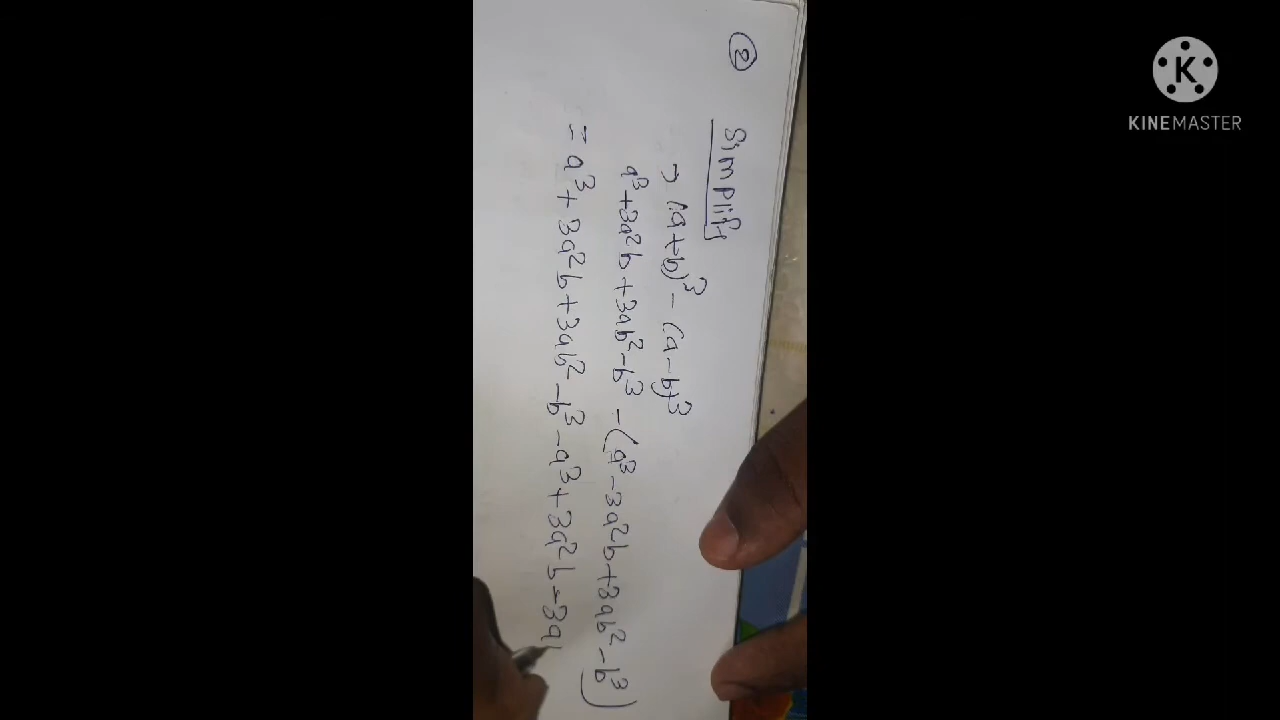 ② Simplify
→ (a+b)³ - (a-b)³
a³+3a²b+3ab²-b³-(a³-3a²b+3ab²-b³)
= a³+3a²b+3ab²-b³-a³+3a²b-3a
K
KINEMASTER